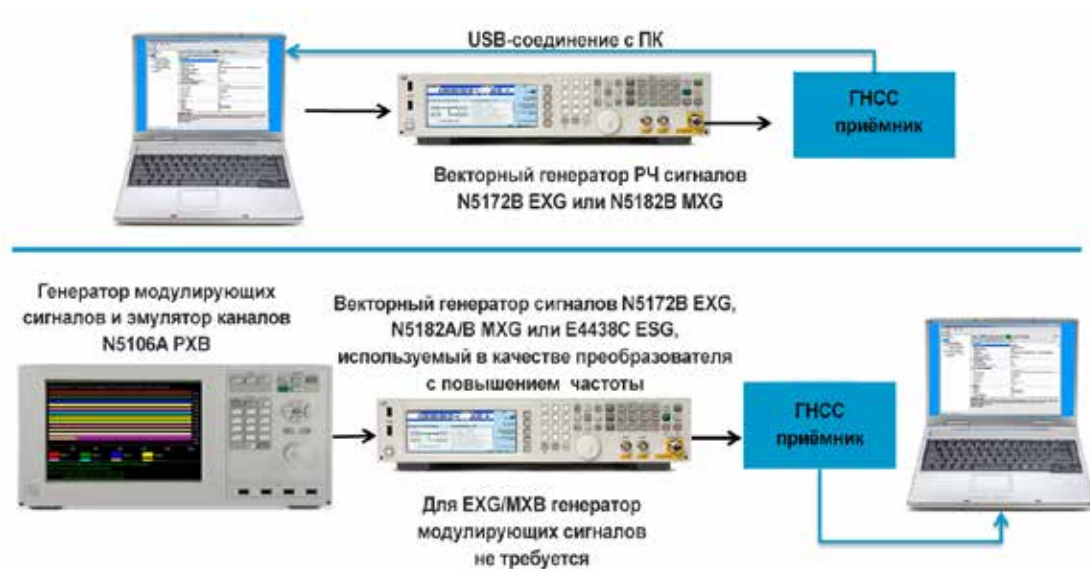 USB-соединение с ПК
ГНСС
приёмник
Векторный генератор РЧ сигналов
N5172B EXG или N5182B MXG
Генератор модулирующих
сигналов и эмулятор каналов
N5106A PXB
Векторный генератор сигналов N5172B EXG,
N5182A/B MXG или E4438C ESG,
используемый в качестве преобразователя
с повышением частоты
ГНСС
приёмник
Для EXG/MXB генератор
модулирующих сигналов
не требуется